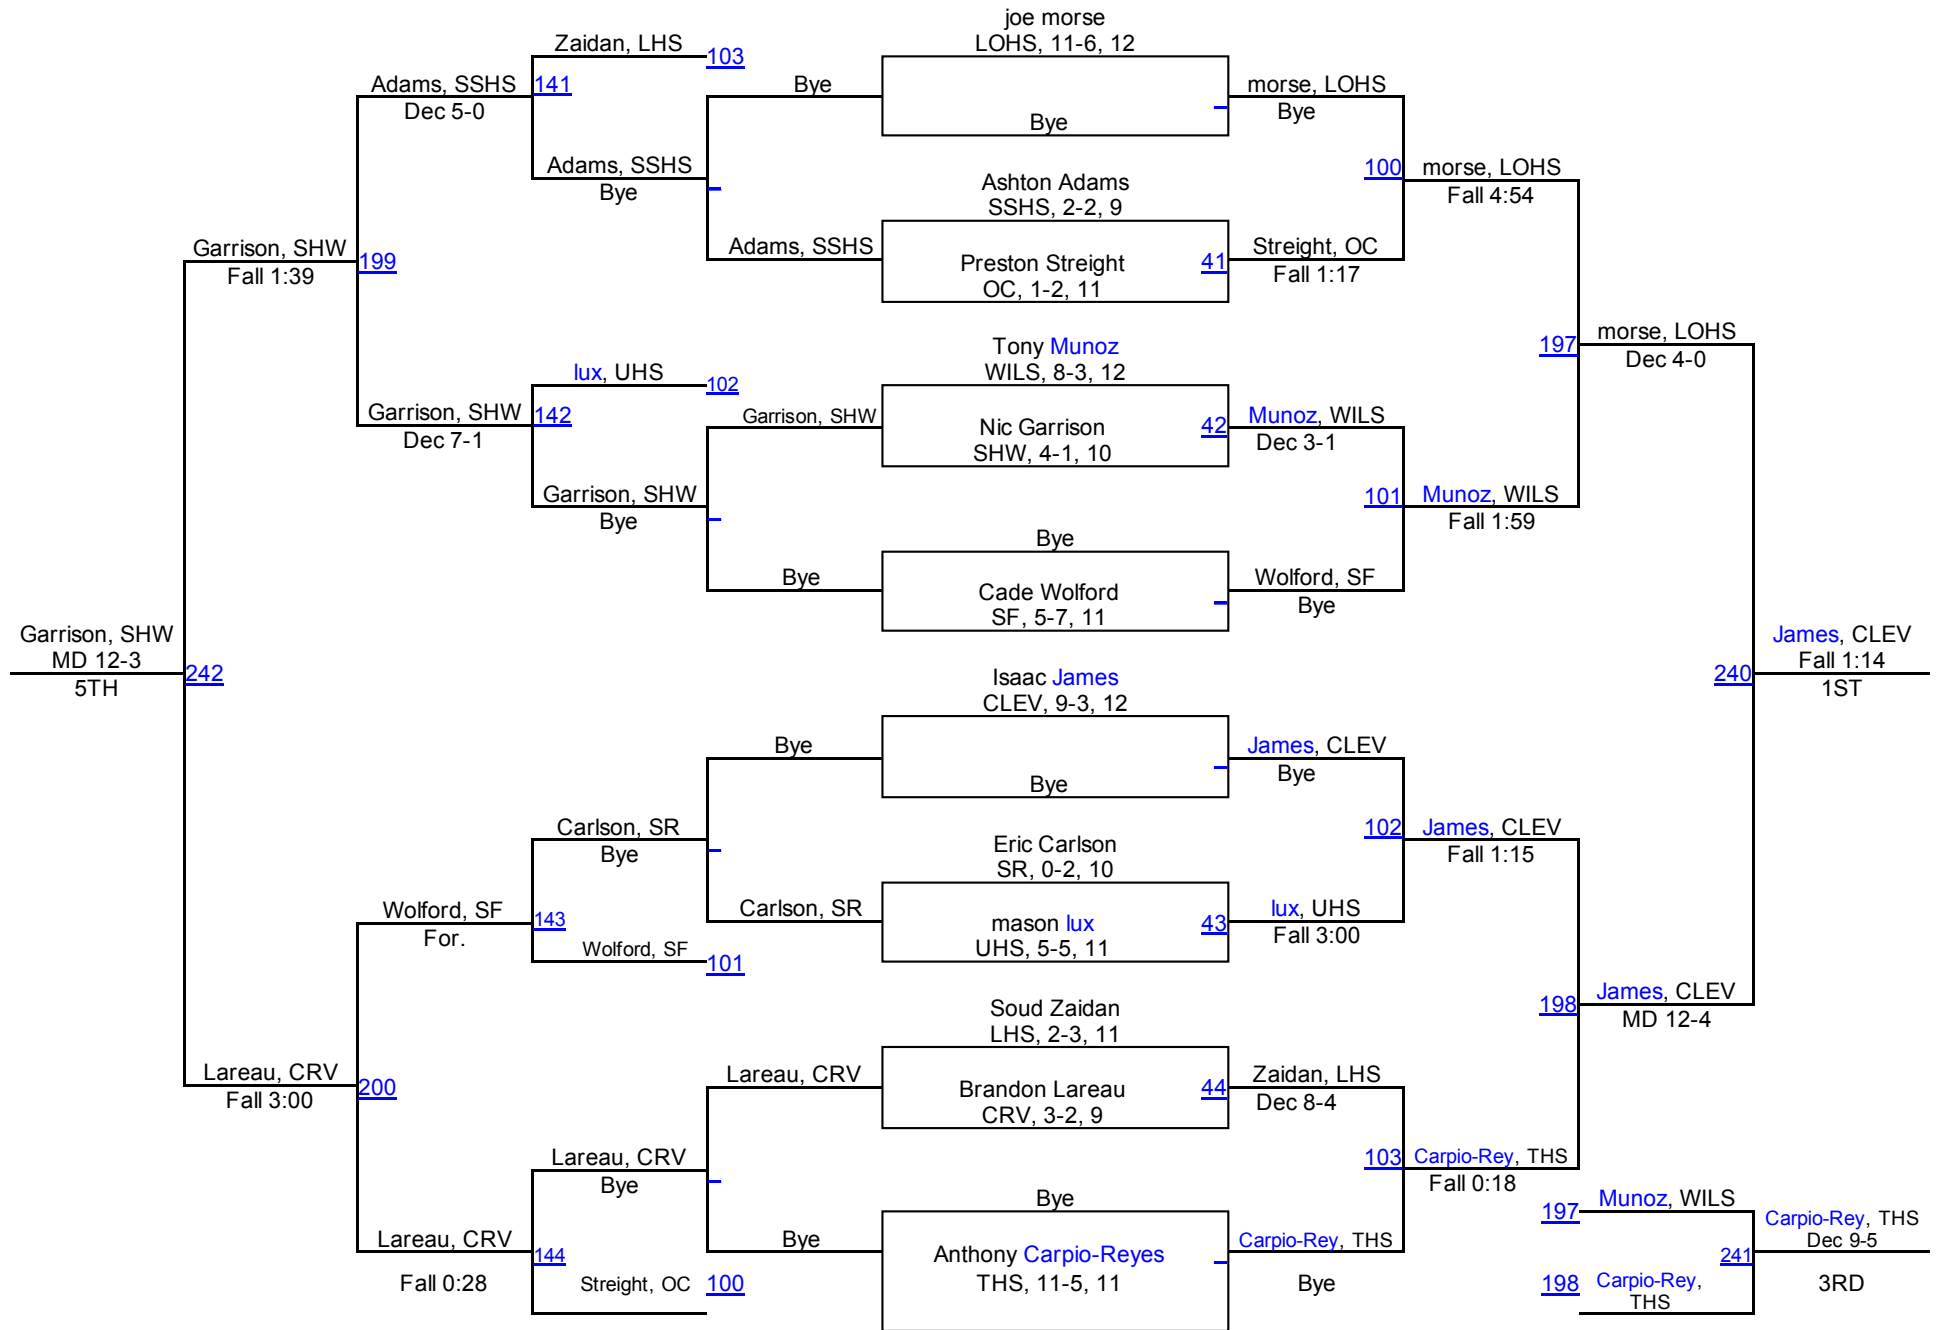 joe morse
LOHS, 11-6, 12
Zaidan, LHS
103
Adams, SSHS
141
Dec 5-0
Bye
morse, LOHS
Bye
Bye
Adams, SSHS
Bye
100
morse, LOHS
Fall 4:54
Ashton Adams
SSHS, 2-2, 9
Garrison, SHW
Fall 1:39
199
Adams, SSHS
Preston Streight
OC, 1-2, 11
41
Streight, OC
Fall 1:17
Tony Munoz
WILS, 8-3, 12
197
morse, LOHS
Dec 4-0
lux, UHS
102
Garrison, SHW
142
Dec 7-1
Garrison, SHW
Nic Garrison
SHW, 4-1, 10
42
Munoz, WILS
Dec 3-1
Garrison, SHW
Bye
101
Munoz, WILS
Fall 1:59
Bye
Bye
Cade Wolford
SF, 5-7, 11
Wolford, SF
Bye
Garrison, SHW
MD 12-3
5TH
242
Isaac James
CLEV, 9-3, 12
240
James, CLEV
Fall 1:14
1ST
Bye
Bye
James, CLEV
Bye
Carlson, SR
Bye
102
James, CLEV
Fall 1:15
Eric Carlson
SR, 0-2, 10
Wolford, SF
For.
143
Carlson, SR
mason lux
UHS, 5-5, 11
43
lux, UHS
Fall 3:00
Wolford, SF
101
Soud Zaidan
LHS, 2-3, 11
198
James, CLEV
MD 12-4
Lareau, CRV
Fall 3:00
200
Lareau, CRV
Brandon Lareau
CRV, 3-2, 9
44
Zaidan, LHS
Dec 8-4
Lareau, CRV
Bye
103
Carpio-Rey, THS
Fall 0:18
Bye
197
Munoz, WILS
Lareau, CRV
144
Fall 0:28
Bye
Anthony Carpio-Reyes
THS, 11-5, 11
Carpio-Rey, THS
Bye
241
Carpio-Rey, THS
Dec 9-5
3RD
Streight, OC
100
198
Carpio-Rey,
THS